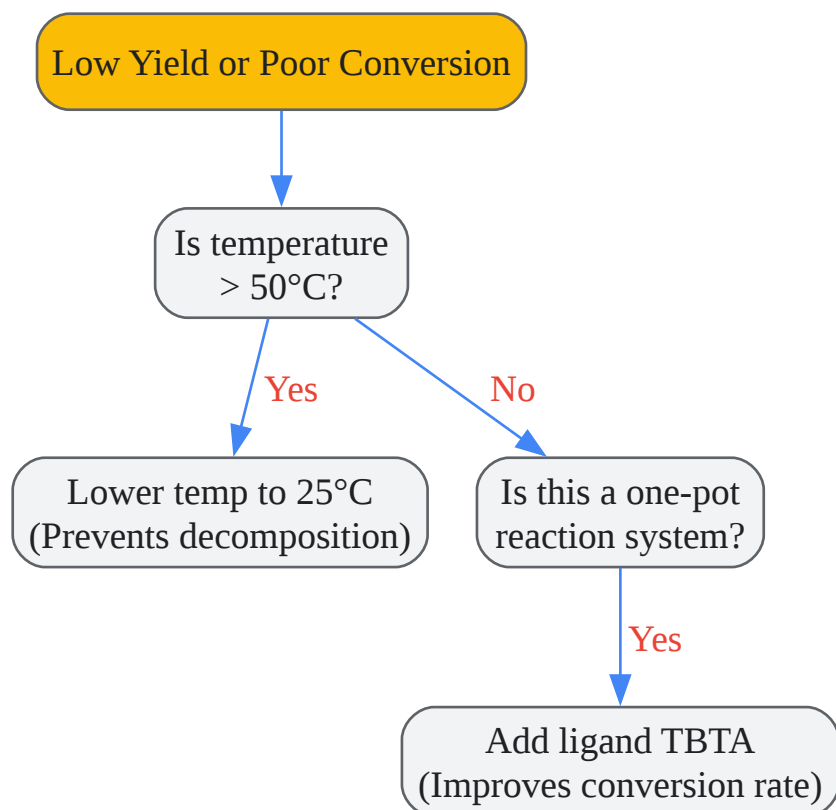 Low Yield or Poor Conversion
Is temperature
> 50°C?
Yes
No
Lower temp to 25°C
(Prevents decomposition)
Is this a one-pot
reaction system?
Yes
Add ligand TBTA
(Improves conversion rate)